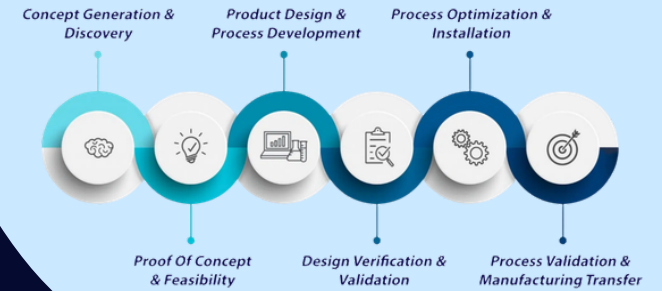 Concept Generation &
Discovery
Product Design &
Process Development
Process Optimization &
Installation
Proof Of Concept
& Feasibility
Design Verification &
Validation
Process Validation &
Manufacturing Transfer